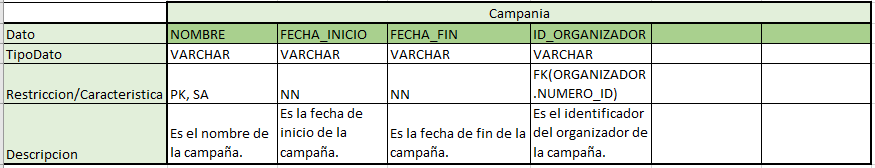 Campania
Dato NOMBRE FECHA_INICIO FECHA_FIN ID_ORGANIZADOR
TipoDato VARCHAR VARCHAR VARCHAR VARCHAR
Restriccion/Caracteristica PK, SA NN NN FK(ORGANIZADOR
.NUMERO_ID)
Descripcion
Es el nombre de
la campaña.
Es la fecha de
inicio de la
campaña.
Es la fecha de fin de la
campaña.
Es el identificador
del organizador de
la campaña.